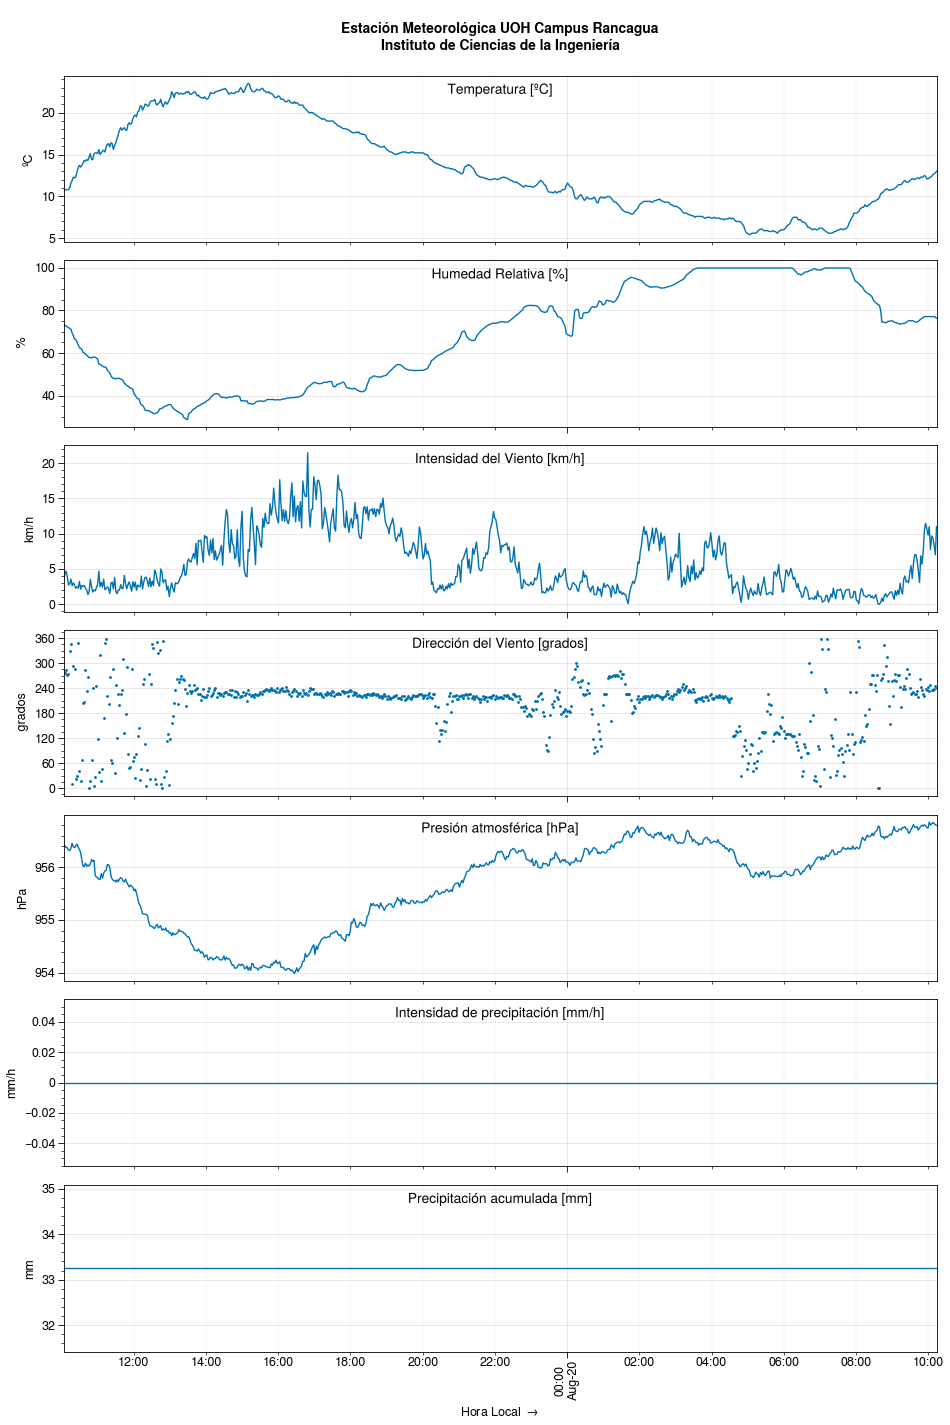 Estación Meteorológica UOH Campus Rancagua
Instituto de Ciencias de la Ingeniería
Temperatura [ºC]
ºC
20
15
10
5
Humedad Relativa [%]
%
100
80
60
40
Intensidad del Viento [km/h]
km/h
20
15
10
5
0
Dirección del Viento [grados]
grados
360
300
240
180
120
60
0
Presión atmosférica [hPa]
hPa
956
955
954
Intensidad de precipitación [mm/h]
mm/h
0.04
0.02
0
−0.02
−0.04
Precipitación acumulada [mm]
mm
35
34
33
32
12:00 14:00 16:00 18:00 20:00 22:00 00:00 02:00 04:00 06:00 08:00 10:00
Aug-20
Hora Local →